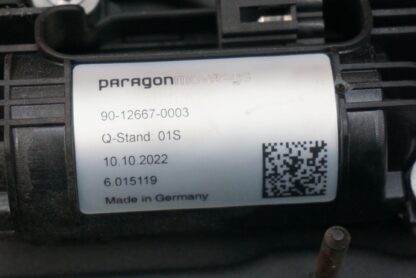 paragon
90-12667-0003
Q-Stand: 01S
10.10.2022
6.015119
Made in Germany